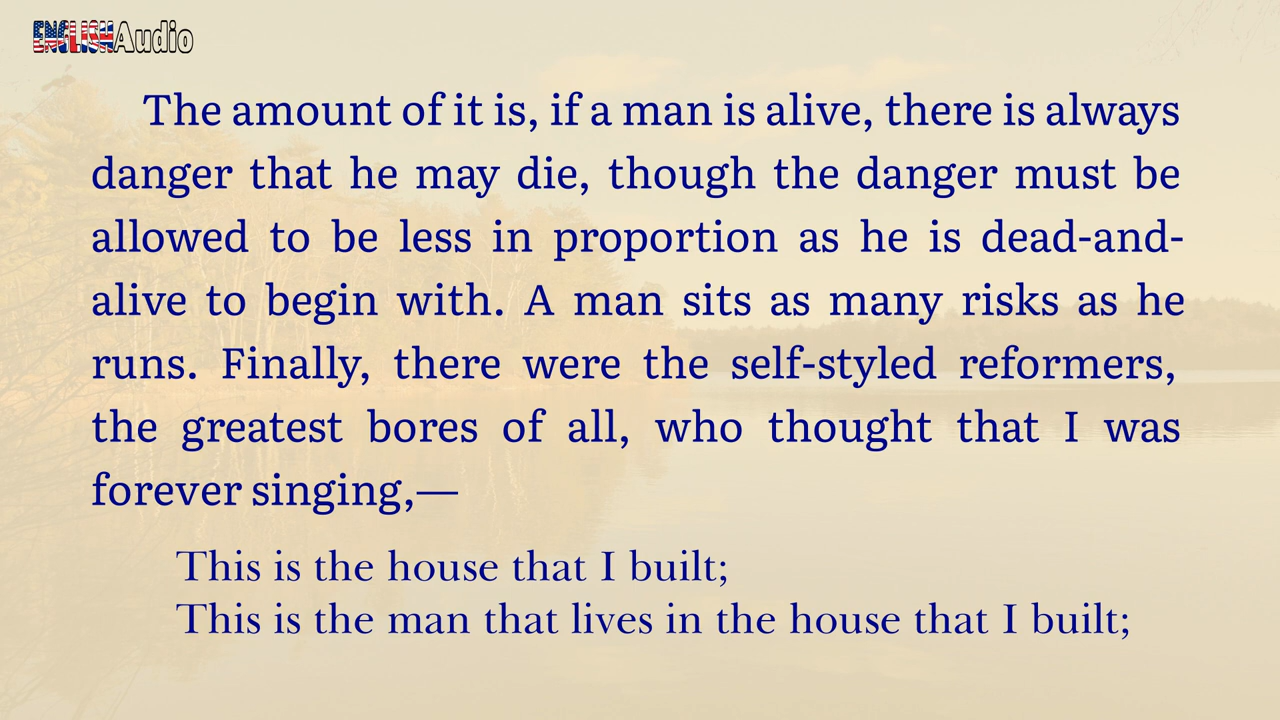 ENGLISHAudio
The amount of it is, if a man is alive, there is always
danger that he may die, though the danger must be
allowed to be less in proportion as he is dead-and-
alive to begin with. A man sits as many risks as he
runs. Finally, there were the self-styled reformers,
the greatest bores of all, who thought that I was
forever singing,—
This is the house that I built;
This is the man that lives in the house that I built;